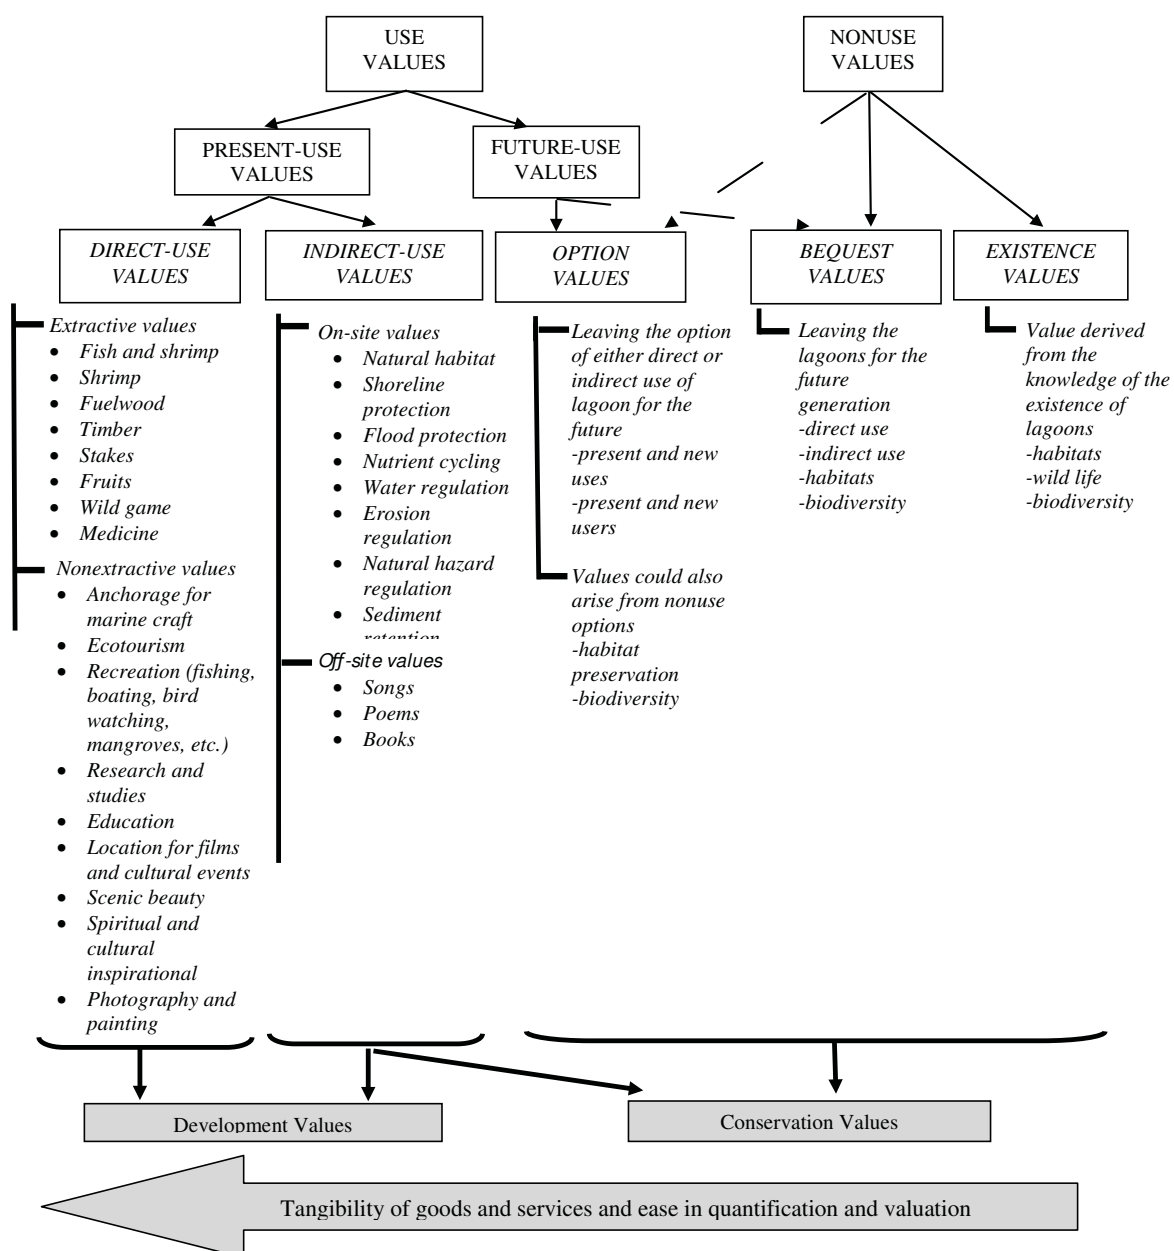 USE
VALUES
NONUSE
VALUES
PRESENT-USE
VALUES
FUTURE-USE
VALUES
DIRECT-USE
VALUES
INDIRECT-USE
VALUES
OPTION
VALUES
BEQUEST
VALUES
EXISTENCE
VALUES
Extractive values
• Fish and shrimp
• Shrimp
• Fuelwood
• Timber
• Stakes
• Fruits
• Wild game
• Medicine
Nonextractive values
• Anchorage for
marine craft
• Ecotourism
• Recreation (fishing,
boating, bird
watching,
mangroves, etc.)
• Research and
studies
• Education
• Location for films
and cultural events
• Scenic beauty
• Spiritual and
cultural
inspirational
• Photography and
painting
On-site values
• Natural habitat
• Shoreline
protection
• Flood protection
• Nutrient cycling
• Water regulation
• Erosion
regulation
• Natural hazard
regulation
• Sediment
retention
Off-site values
• Songs
• Poems
• Books
Leaving the option
of either direct or
indirect use of
lagoon for the
future
-present and new
uses
-present and new
users
Values could also
arise from nonuse
options
-habitat
preservation
-biodiversity
Leaving the
lagoons for the
future
generation
-direct use
-indirect use
-habitats
-biodiversity
Value derived
from the
knowledge of the
existence of
lagoons
-habitats
-wild life
-biodiversity
Development Values
Conservation Values
Tangibility of goods and services and ease in quantification and valuation